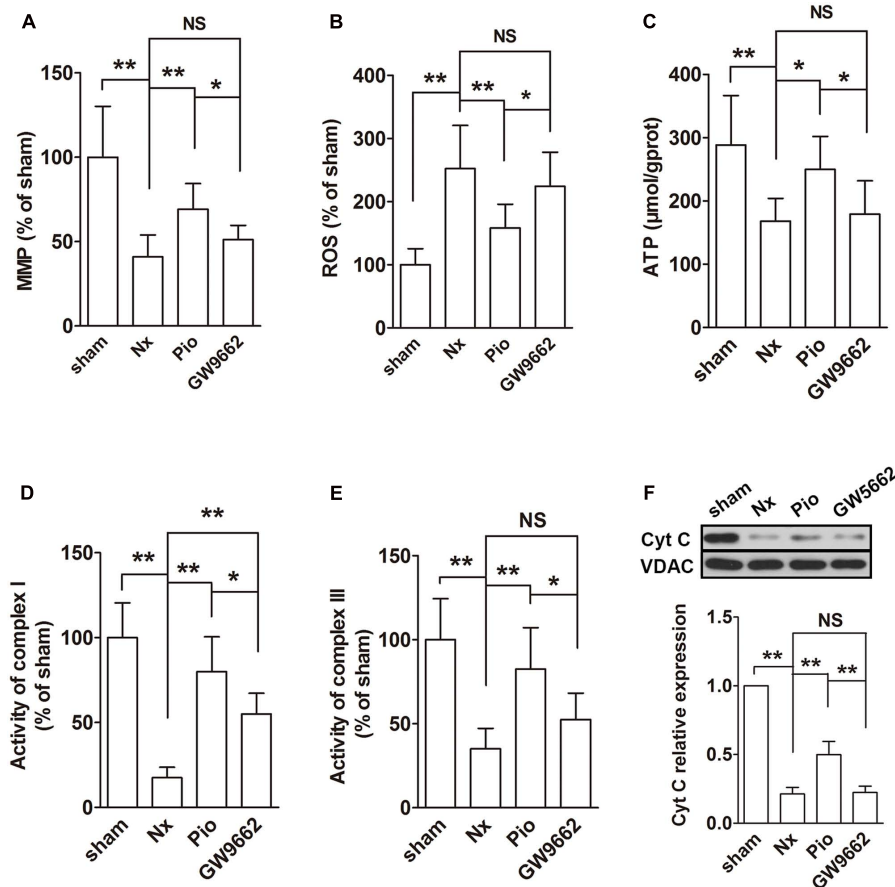 A
NS
**
**
*
MMP (% of sham)
150
100
50
0
sham
Nx
Pio
GW9662
B
NS
**
**
*
ROS (% of sham)
400
300
200
100
0
sham
Nx
Pio
GW9662
C
NS
**
*
*
ATP (μmol/gprot)
400
300
200
100
0
sham
Nx
Pio
GW9662
D
**
**
**
*
Activity of complex I
(% of sham)
150
100
50
0
sham
Nx
Pio
GW9662
E
NS
**
**
*
Activity of complex III
(% of sham)
150
100
50
0
sham
Nx
Pio
GW9662
F
sham
Nx
Pio
GW5662
Cyt C
VDAC
NS
**
**
**
Cyt C relative expression
1.5
1.0
0.5
0.0
sham
Nx
Pio
GW9662